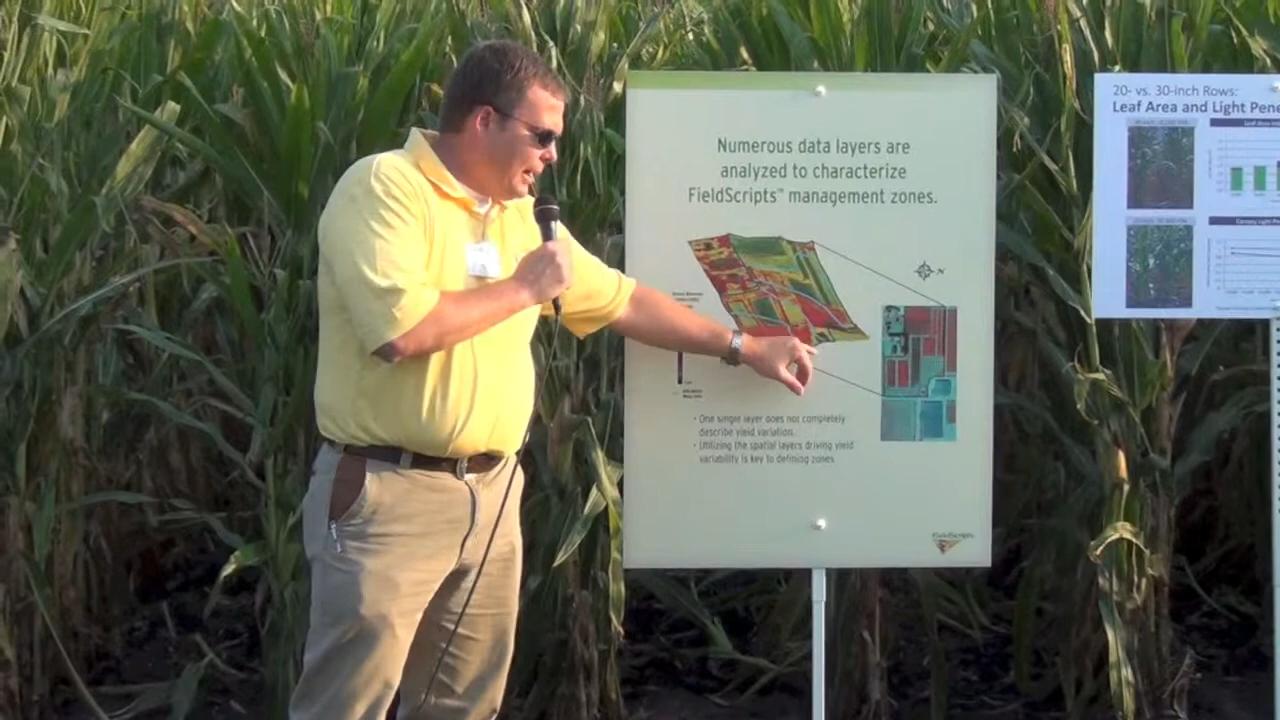 Numerous data layers are
analyzed to characterize
FieldScripts™ management zones.
N
• One single layer does not completely
describe yield variation.
• Utilizing the spatial layers driving yield
variability is key to defining zones.
FieldScripts
20- vs. 30-inch Rows:
Leaf Area and Light Pene